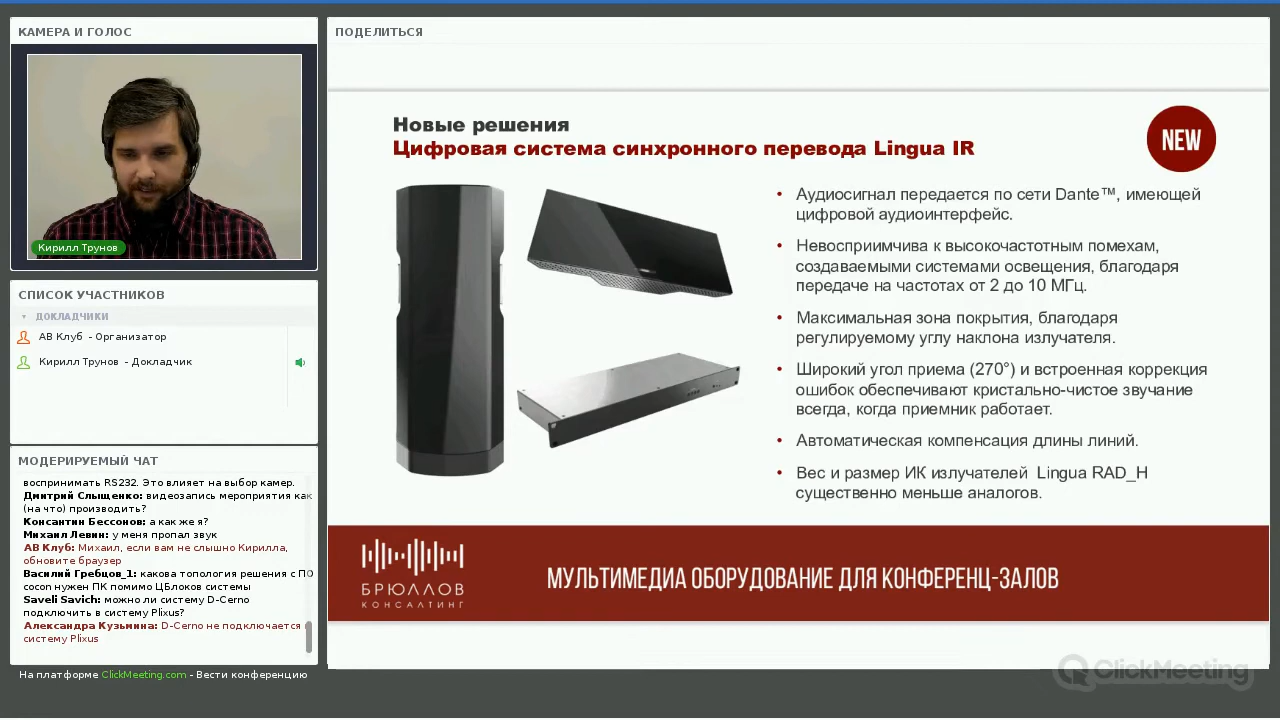 КАМЕРА И ГОЛОС
Кирилл Трунов
СПИСОК УЧАСТНИКОВ
ДОКЛАДЧИКИ
АВ Клуб - Организатор
Кирилл Трунов - Докладчик
МОДЕРИРУЕМЫЙ ЧАТ
воспринимать RS232. Это влияет на выбор камер.
Дмитрий Слыщенко: видеозапись мероприятия как
(на что) производить?
Консантин Бессонов: а как же я?
Михаил Левин: у меня пропал звук
АВ Клуб: Михаил, если вам не слышно Кирилла,
обновите браузер
Василий Гребцов_1: какова топология решения с ПО
cocon нужен ПК помимо ЦБлоков системы
Saveli Savich: можно ли систему D-Cerno
подключить в систему Plixus?
Александра Кузьмина: D-Cerno не подключается
систему Plixus
На платформе ClickMeeting.com - Вести конференцию
ПОДЕЛИТЬСЯ
Новые решения
Цифровая система синхронного перевода Lingua IR
NEW
• Аудиосигнал передается по сети Dante™, имеющей
цифровой аудиоинтерфейс.
• Невосприимчива к высокочастотным помехам,
создаваемыми системами освещения, благодаря
передаче на частотах от 2 до 10 МГц.
• Максимальная зона покрытия, благодаря
регулируемому углу наклона излучателя.
• Широкий угол приема (270°) и встроенная коррекция
ошибок обеспечивают кристально-чистое звучание
всегда, когда приемник работает.
• Автоматическая компенсация длины линий.
• Вес и размер ИК излучателей Lingua RAD_H
существенно меньше аналогов.
БРЮЛЛОВ
КОНСАЛТИНГ
МУЛЬТИМЕДИА ОБОРУДОВАНИЕ ДЛЯ КОНФЕРЕНЦ-ЗАЛОВ
ClickMeeting